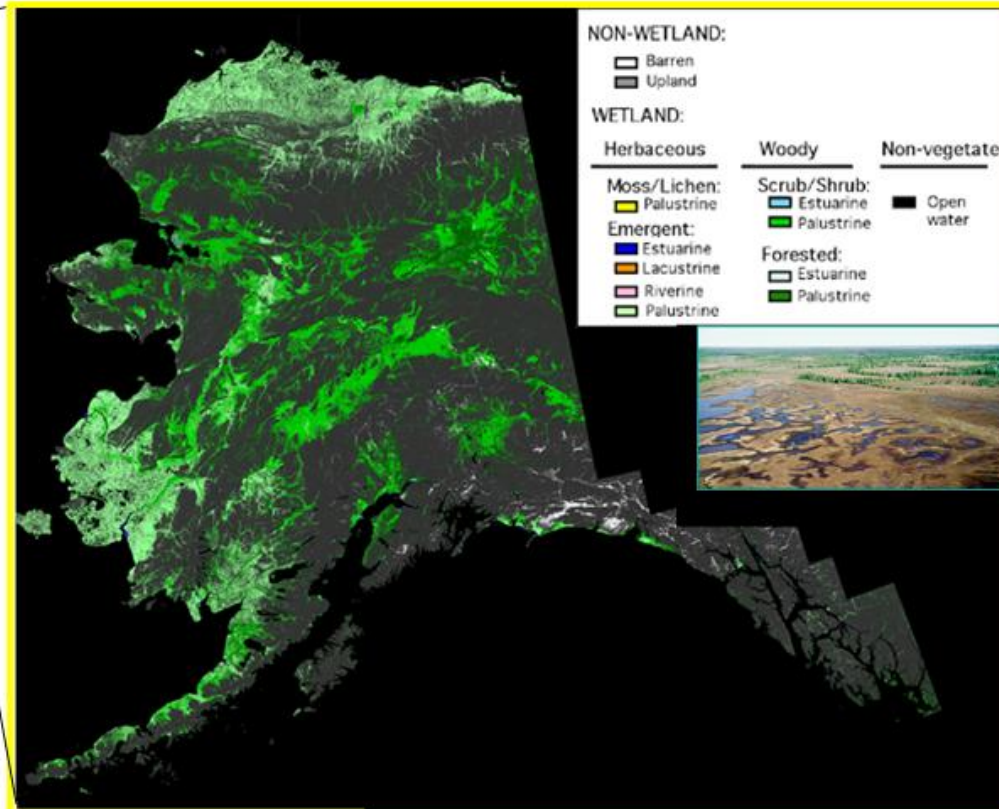 NON-WETLAND:
Barren
Upland
WETLAND:
Herbaceous
Woody
Non-vegetate
Moss/Lichen:
Palustrine
Emergent:
Estuarine
Lacustrine
Riverine
Palustrine
Scrub/Shrub:
Estuarine
Palustrine
Forested:
Estuarine
Palustrine
Open
water